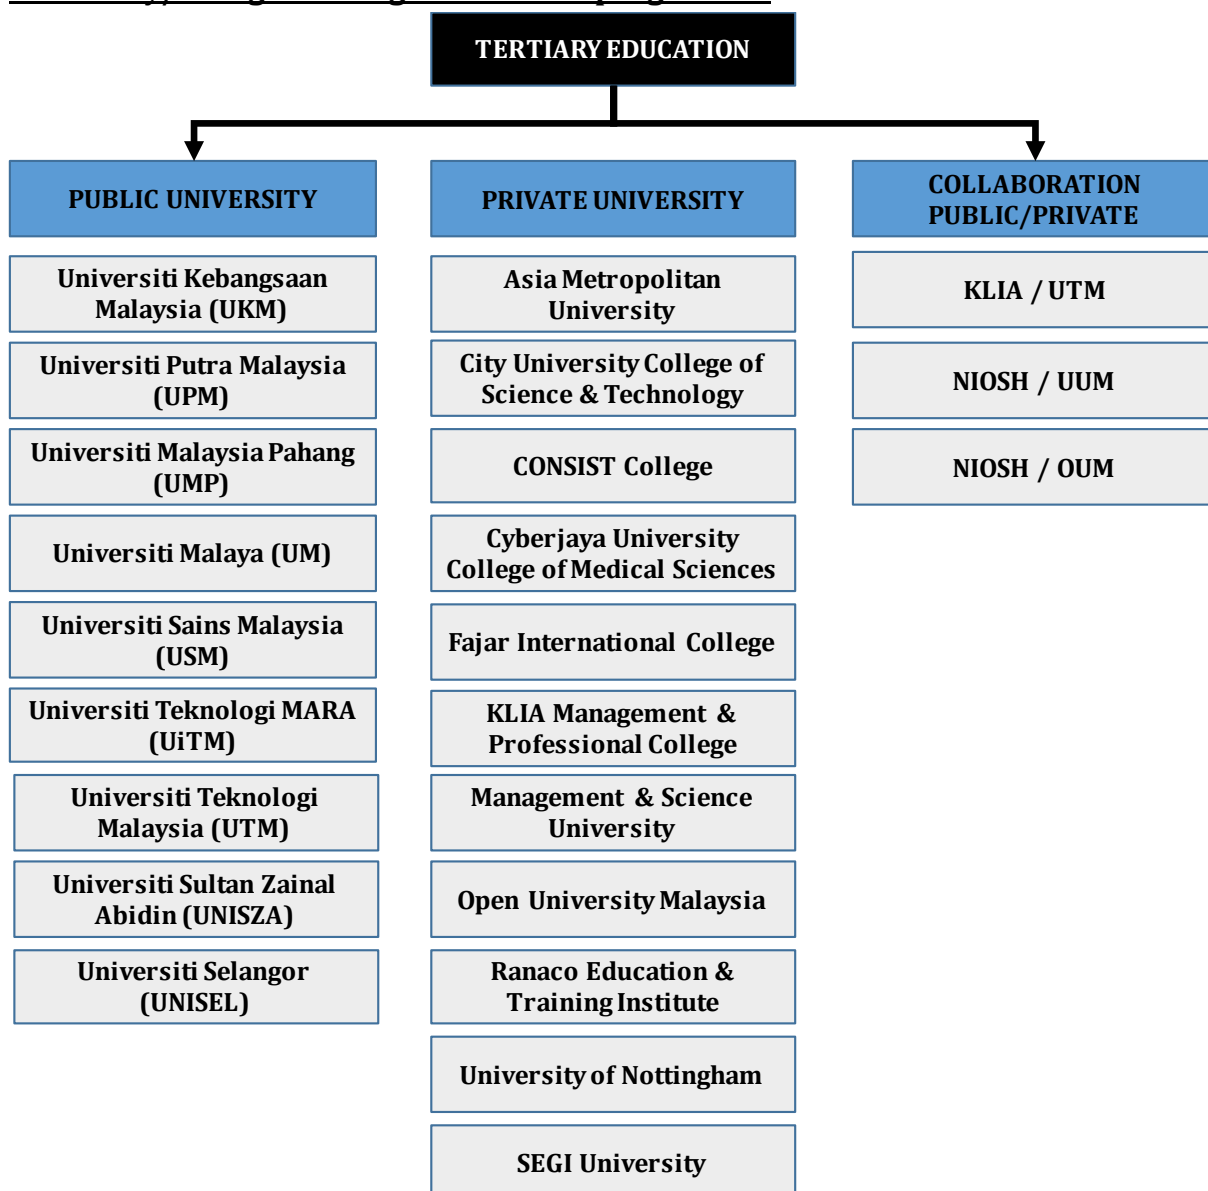 TERTIARY EDUCATION
PUBLIC UNIVERSITY
Universiti Kebangsaan
Malaysia (UKM)
Universiti Putra Malaysia
(UPM)
Universiti Malaysia Pahang
(UMP)
Universiti Malaya (UM)
Universiti Sains Malaysia
(USM)
Universiti Teknologi MARA
(UiTM)
Universiti Teknologi
Malaysia (UTM)
Universiti Sultan Zainal
Abidin (UNISZA)
Universiti Selangor
(UNISEL)
PRIVATE UNIVERSITY
Asia Metropolitan
University
City University College of
Science & Technology
CONSIST College
Cyberjaya University
College of Medical Sciences
Fajar International College
KLIA Management &
Professional College
Management & Science
University
Open University Malaysia
Ranaco Education &
Training Institute
University of Nottingham
SEGI University
COLLABORATION
PUBLIC/PRIVATE
KLIA / UTM
NIOSH / UUM
NIOSH / OUM